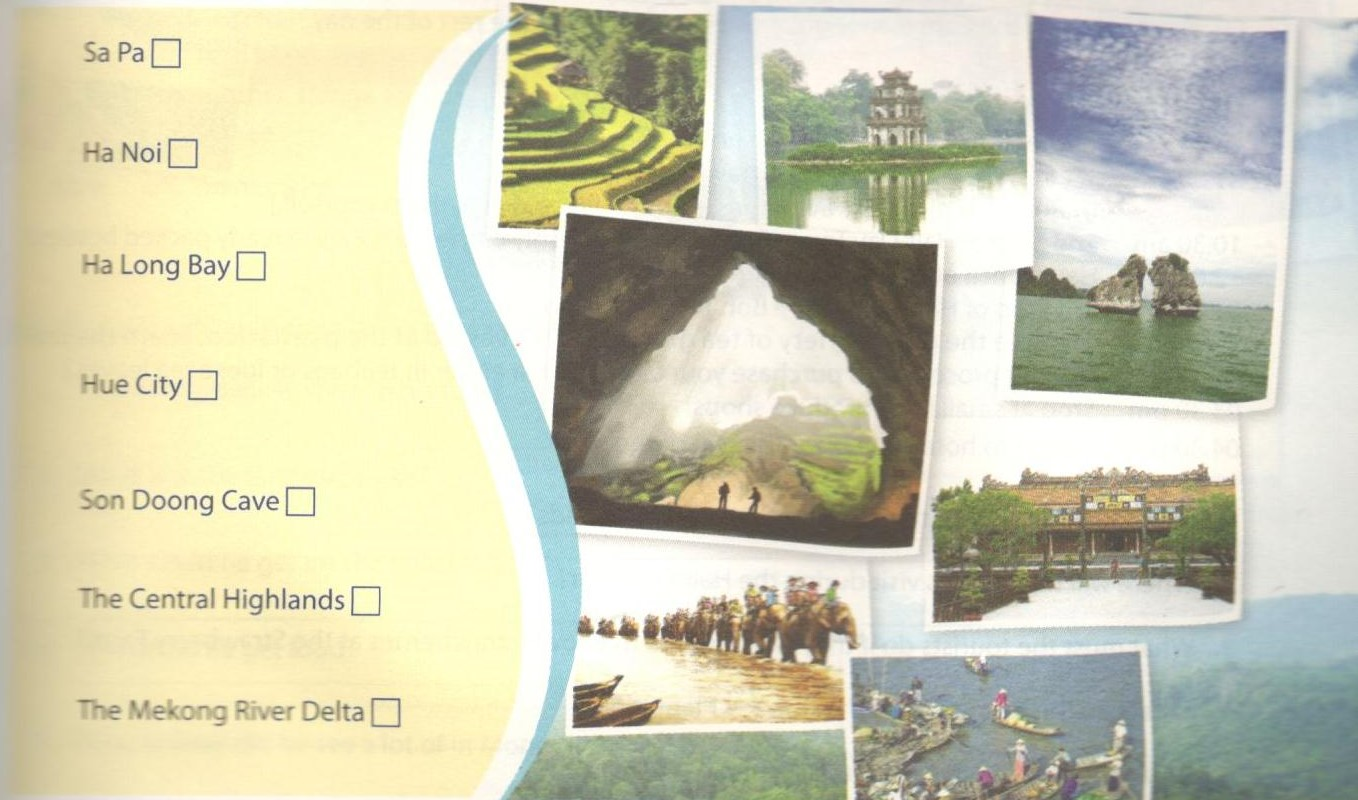 Sa Pa
Ha Noi
Ha Long Bay
Hue City
Son Doong Cave
The Central Highlands
The Mekong River Delta